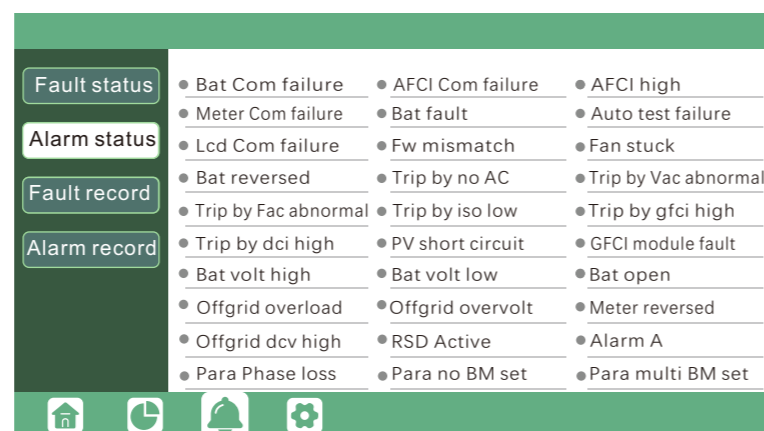 Fault status
Alarm status
Fault record
Alarm record
Bat Com failure AFCI Com failure AFCI high
Meter Com failure Bat fault Auto test failure
Lcd Com failure Fw mismatch Fan stuck
Bat reversed Trip by no AC Trip by Vac abnormal
Trip by Fac abnormal Trip by iso low Trip by gfci high
Trip by dci high PV short circuit GFCI module fault
Bat volt high Bat volt low Bat open
Offgrid overload Offgrid overvolt Meter reversed
Offgrid dcv high RSD Active Alarm A
Para Phase loss Para no BM set Para multi BM set